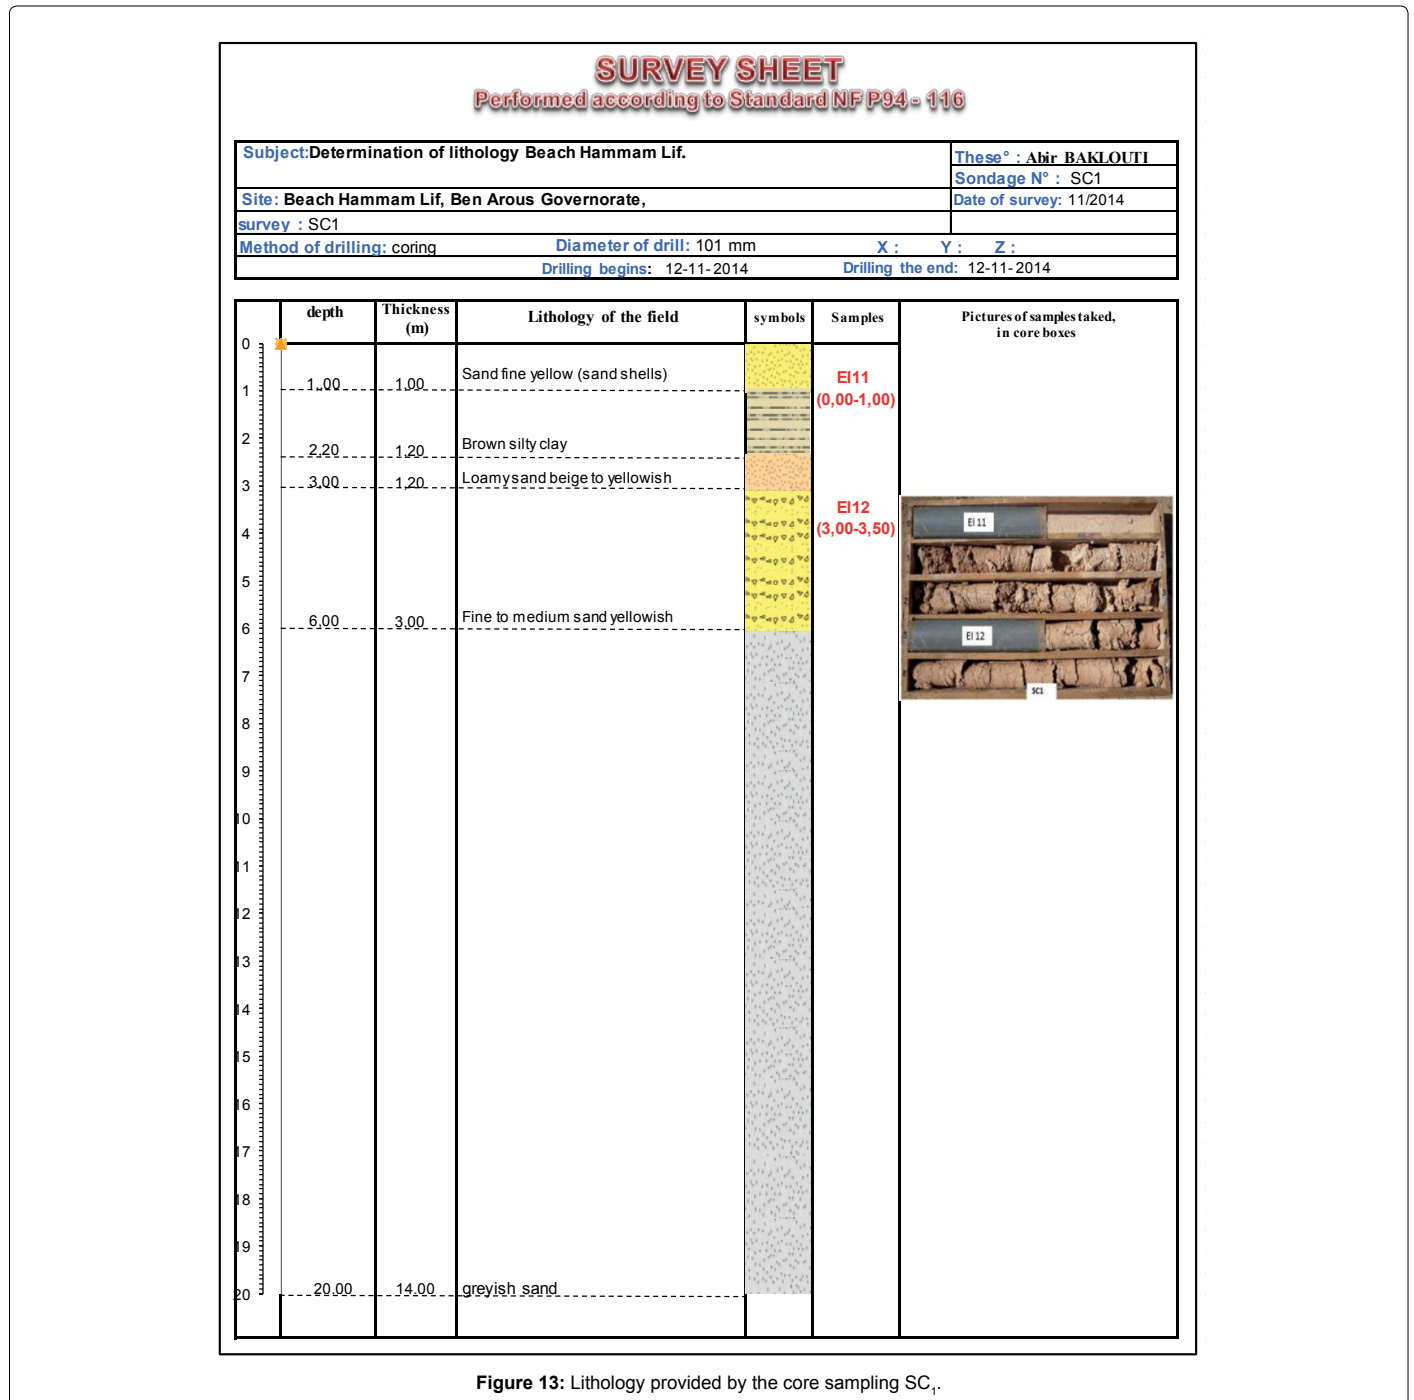 SURVEY SHEET
Performed according to Standard NF P94 - 116
Subject:Determination of lithology Beach Hammam Lif.
These° : Abir BAKLOUTI
Sondage N° : SC1
Site: Beach Hammam Lif, Ben Arous Governorate,
Date of survey: 11/2014
survey : SC1
Method of drilling: coring Diameter of drill: 101 mm X : Y : Z :
Drilling begins: 12-11-2014 Drilling the end: 12-11-2014
depth Thickness (m) Lithology of the field symbols Samples Pictures of samples taked, in core boxes
0
1.00 1.00 Sand fine yellow (sand shells) EI11
1 (0,00-1,00)
2
2.20 1.20 Brown silty clay
3.00 1,20 Loamy sand beige to yellowish
3
EI12
4 (3,00-3,50)
EI 11
5
6.00 3.00 Fine to medium sand yellowish
6
EI 12
7
SC1
8
9
10
11
12
13
14
15
16
17
18
19
20.00 14.00 greyish sand
20
Figure 13: Lithology provided by the core sampling SC1.